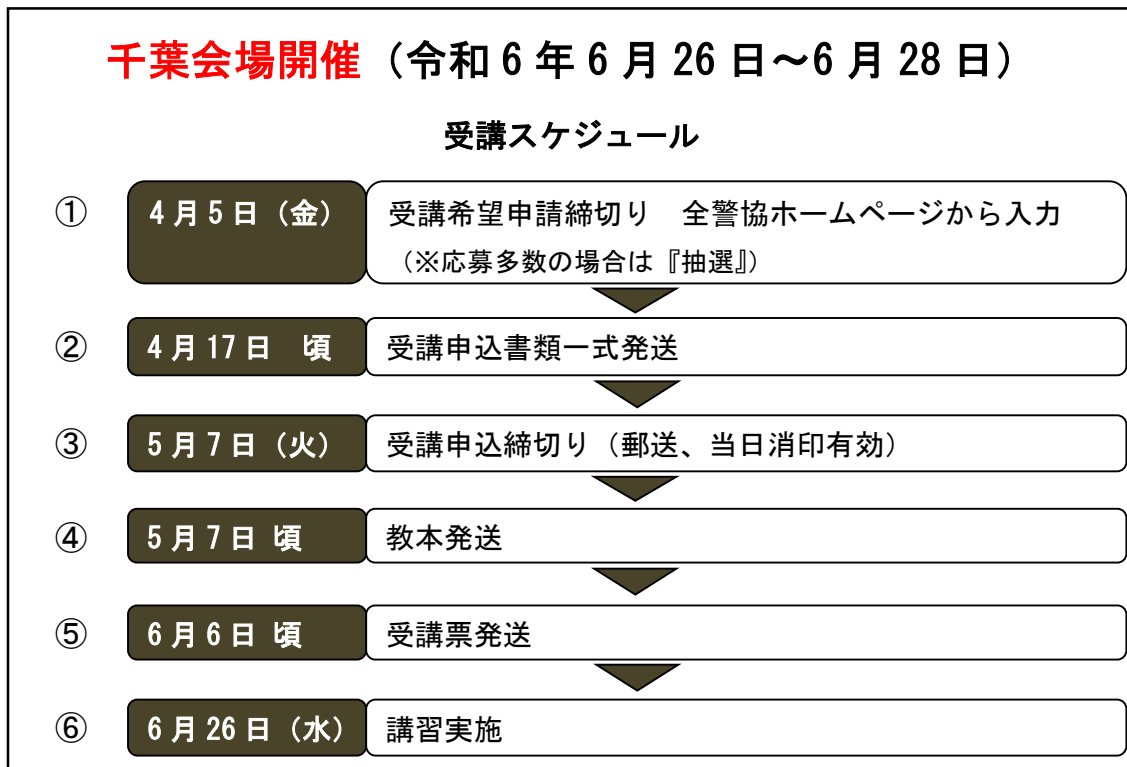 千葉会場開催（令和６年６月26日～6月28日）
受講スケジュール
① 4月5日（金） 受講希望申請締切り　全警協ホームページから入力
（※応募多数の場合は『抽選』）
② 4月17日　頃 受講申込書類一式発送
③ 5月7日（火） 受講申込締切り（郵送、当日消印有効）
④ 5月7日 頃 教本発送
⑤ 6月6日 頃 受講票発送
⑥ 6月26日（水） 講習実施